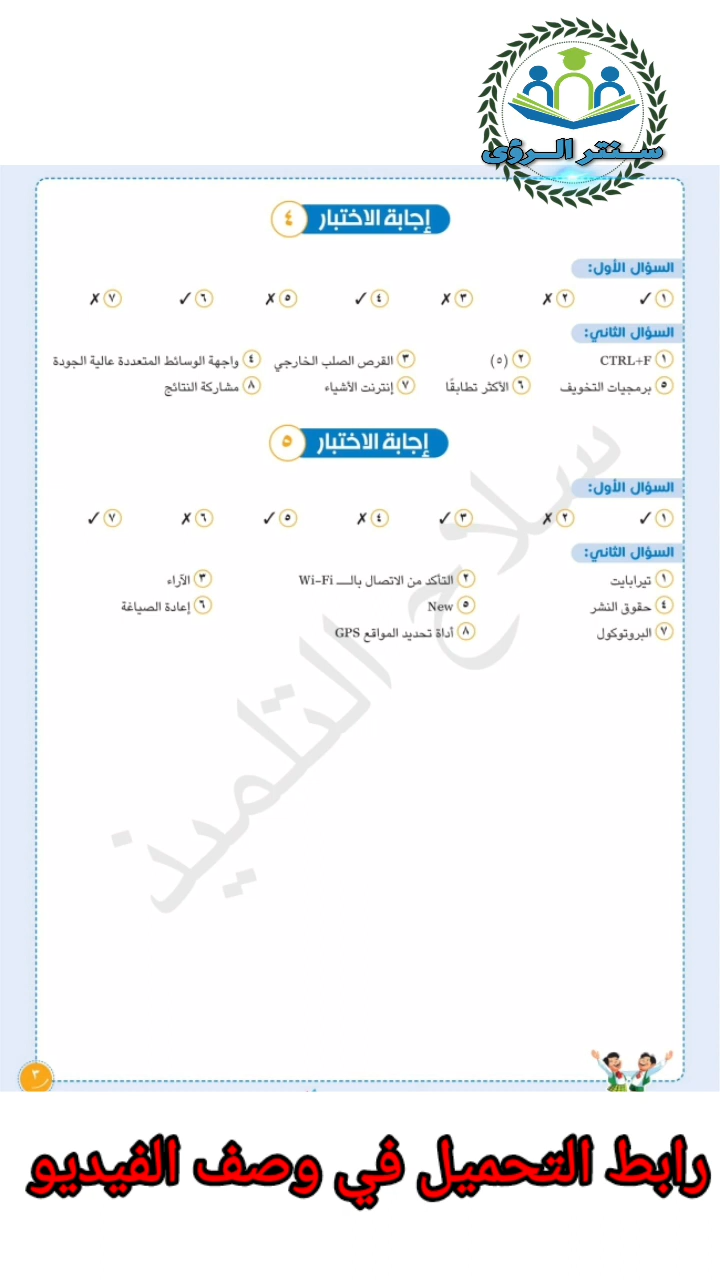 سنتر الرؤى
إجابة الاختبار ٤
السؤال الأول:
١ ✓ ٢ ✗ ٣ ✗ ٤ ✓ ٥ ✗ ٦ ✓ ٧ ✗
السؤال الثاني:
١ CTRL+F ٢ (٥) ٣ القرص الصلب الخارجي ٤ واجهة الوسائط المتعددة عالية الجودة
٥ برمجيات التخويف ٦ الأكثر تطابقًا ٧ إنترنت الأشياء ٨ مشاركة النتائج
إجابة الاختبار ٥
السؤال الأول:
١ ✓ ٢ ✗ ٣ ✓ ٤ ✗ ٥ ✓ ٦ ✗ ٧ ✓
السؤال الثاني:
١ تيرابايت ٢ التأكد من الاتصال بالــــ Wi-Fi ٣ الآراء
٤ حقوق النشر ٥ New ٦ إعادة الصياغة
٧ البروتوكول ٨ أداة تحديد المواقع GPS
سلاح التلميذ
٣
رابط التحميل في وصف الفيديو